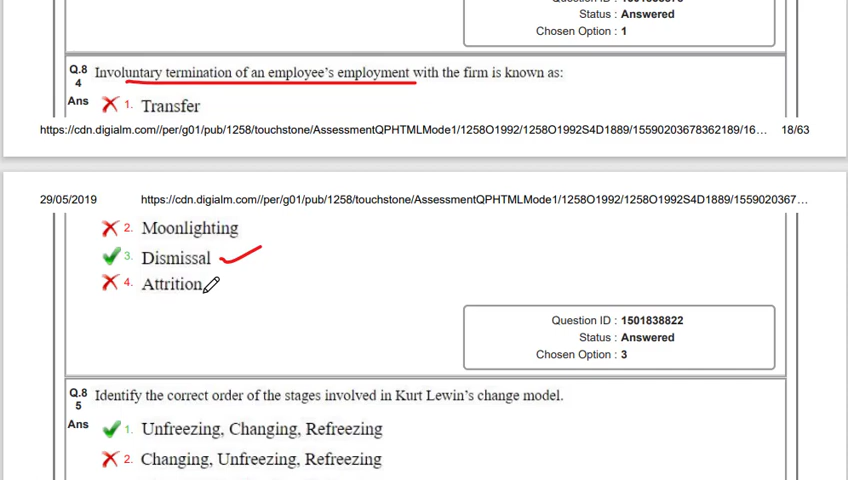 Status : Answered
Chosen Option : 1
Q.8
4
Involuntary termination of an employee's employment with the firm is known as:
Ans
1. Transfer
https://cdn.digialm.com//per/g01/pub/1258/touchstone/AssessmentQPHTMLMode1/1258O1992/1258O1992S4D1889/15590203678362189/16… 18/63
29/05/2019 https://cdn.digialm.com//per/g01/pub/1258/touchstone/AssessmentQPHTMLMode1/1258O1992/1258O1992S4D1889/1559020367…
2. Moonlighting
3. Dismissal
4. Attrition
Question ID : 1501838822
Status : Answered
Chosen Option : 3
Q.8
5
Identify the correct order of the stages involved in Kurt Lewin's change model.
Ans
1. Unfreezing, Changing, Refreezing
2. Changing, Unfreezing, Refreezing